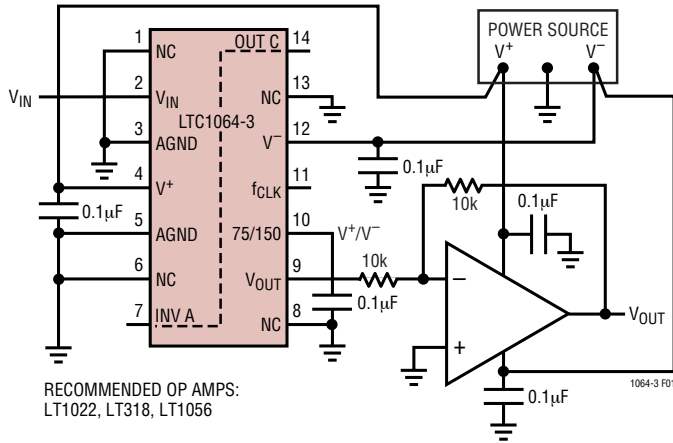 POWER SOURCE
V+ V–
1 NC
OUT C 14
2 VIN
NC 13
VIN
LTC1064-3
3 AGND
V– 12
4 V+
fCLK 11
0.1µF
0.1µF
10k
0.1µF
5 AGND
75/150 10
V+/V–
6 NC
VOUT 9
10k
0.1µF
–
+
VOUT
7 INV A
NC 8
0.1µF
1064-3 F01
RECOMMENDED OP AMPS:
LT1022, LT318, LT1056